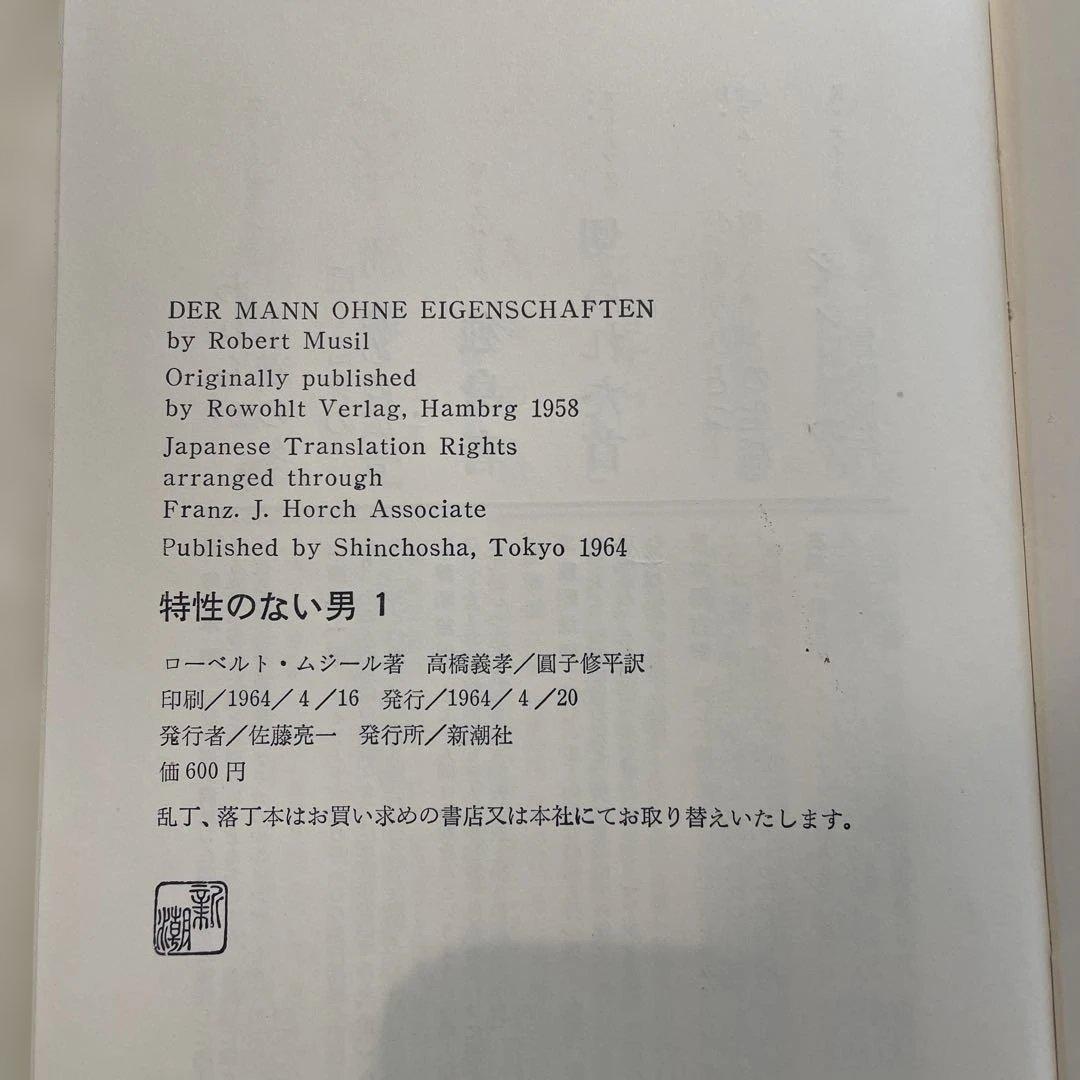 DER MANN OHNE EIGENSCHAFTEN
by Robert Musil
Originally published
by Rowohlt Verlag, Hambrg 1958
Japanese Translation Rights
arranged through
Franz. J. Horch Associate
Published by Shinchosha, Tokyo 1964
特性のない男 1
ローベルト・ムジール著　高橋義孝／圓子修平訳
印刷／1964／4／16　発行／1964／4／20
発行者／佐藤亮一　発行所／新潮社
価 600 円
乱丁、落丁本はお買い求めの書店又は本社にてお取り替えいたします。
新潮